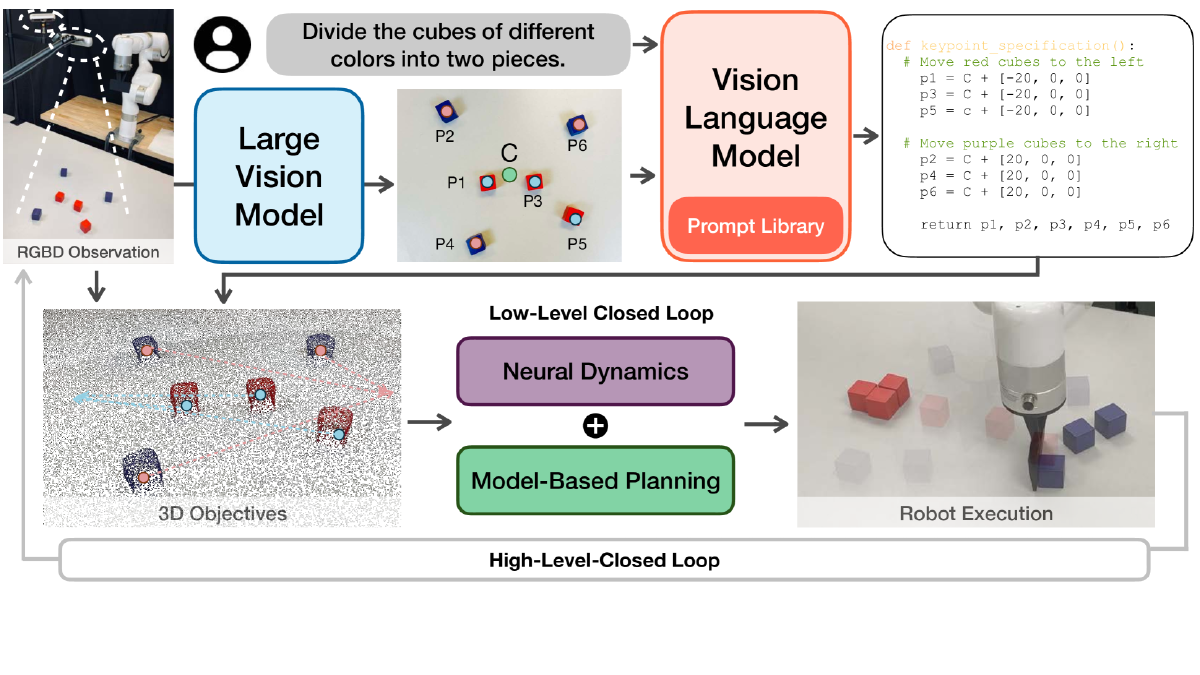 Divide the cubes of different
colors into two pieces.
Large
Vision
Model
RGBD Observation
P2
P6
C
P1
P3
P4
P5
Vision
Language
Model
Prompt Library
def keypoint_specification():
# Move red cubes to the left
p1 = C + [-20, 0, 0]
p3 = C + [-20, 0, 0]
p5 = c + [-20, 0, 0]
# Move purple cubes to the right
p2 = C + [20, 0, 0]
p4 = C + [20, 0, 0]
p6 = C + [20, 0, 0]
return p1, p2, p3, p4, p5, p6
3D Objectives
Low-Level Closed Loop
Neural Dynamics
+
Model-Based Planning
Robot Execution
High-Level-Closed Loop